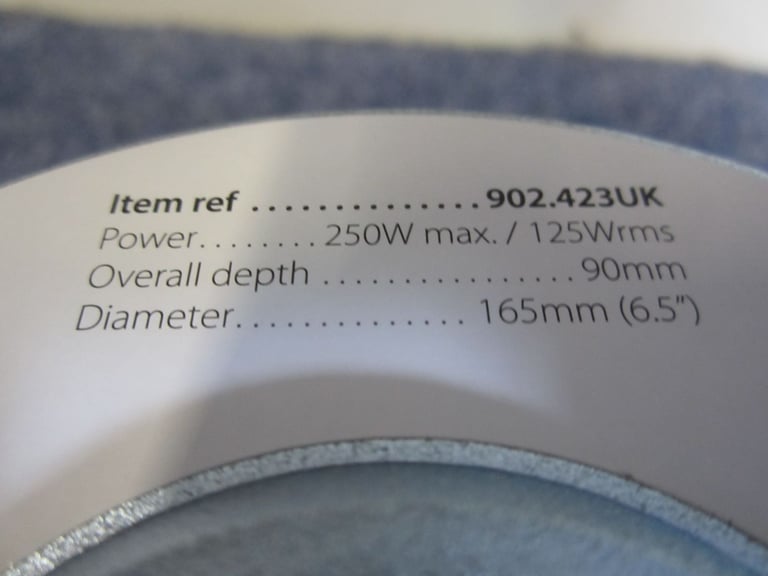 Item ref ............... 902.423UK
Power........ 250W max. / 125Wrms
Overall depth ................. 90mm
Diameter............... 165mm (6.5")